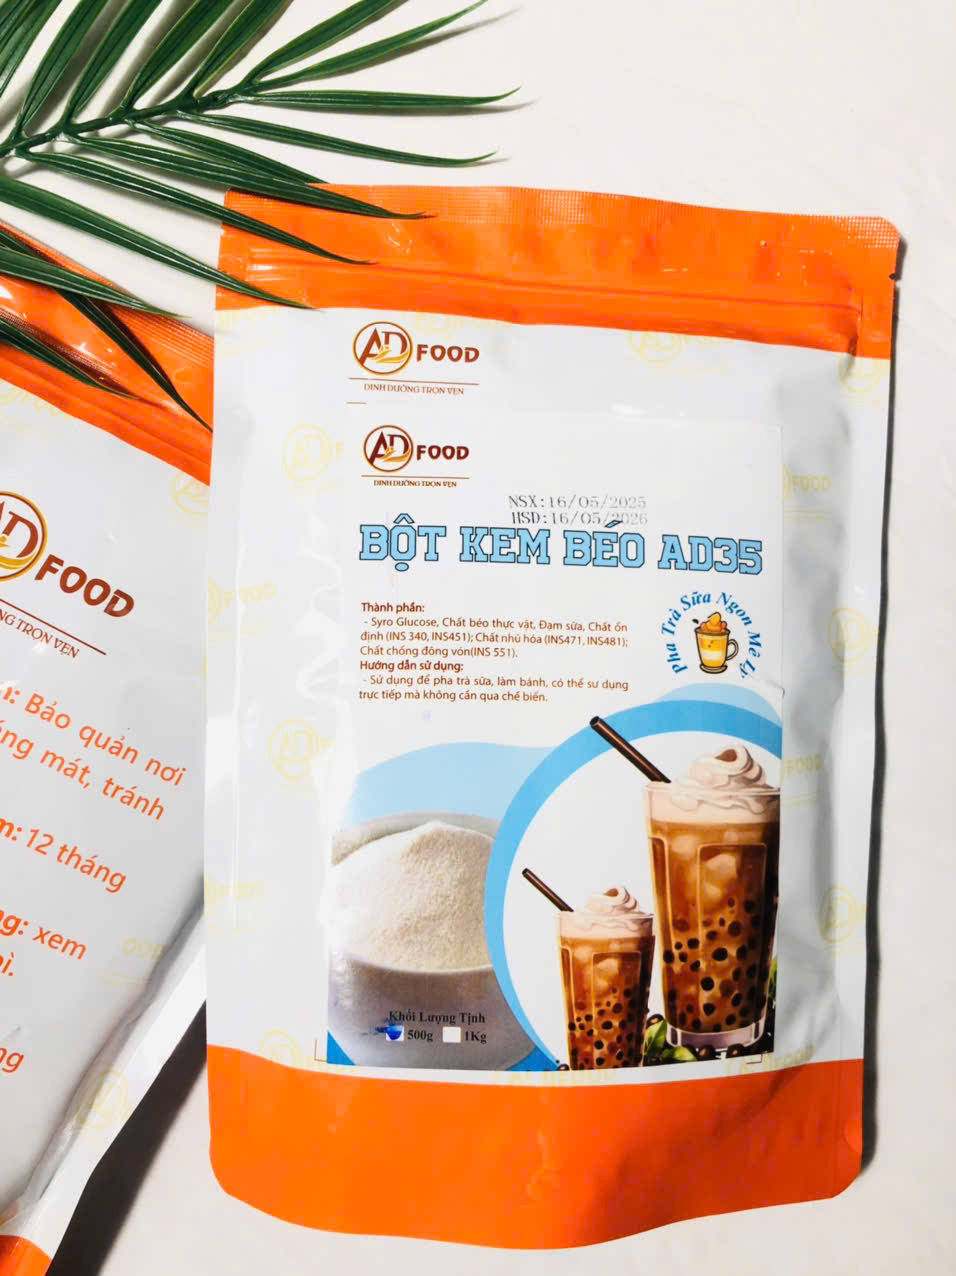 AD FOOD
DINH DƯỠNG TRỌN VẸN
AD FOOD
DINH DƯỠNG TRỌN VẸN
NSX:16/05/2025
HSD:16/05/2026
BỘT KEM BÉO AD35
Pha Trà Sữa Ngon Mê Ly
Thành phần:
- Syro Glucose, Chất béo thực vật, Đạm sữa, Chất ổn
định (INS 340, INS451); Chất nhũ hóa (INS471, INS481);
Chất chống đông vón(INS 551).
Hướng dẫn sử dụng:
- Sử dụng để pha trà sữa, làm bánh, có thể sư dụng
trực tiếp mà không cần qua chế biến.
Khối Lượng Tịnh
500g 1Kg
AD FOOD
TRỌN VẸN
Bảo quản nơi
mát, tránh
12 tháng
xem